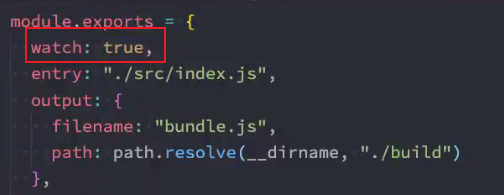 module.exports = {
watch: true,
entry: "./src/index.js",
output: {
filename: "bundle.js",
path: path.resolve(__dirname, "./build")
},